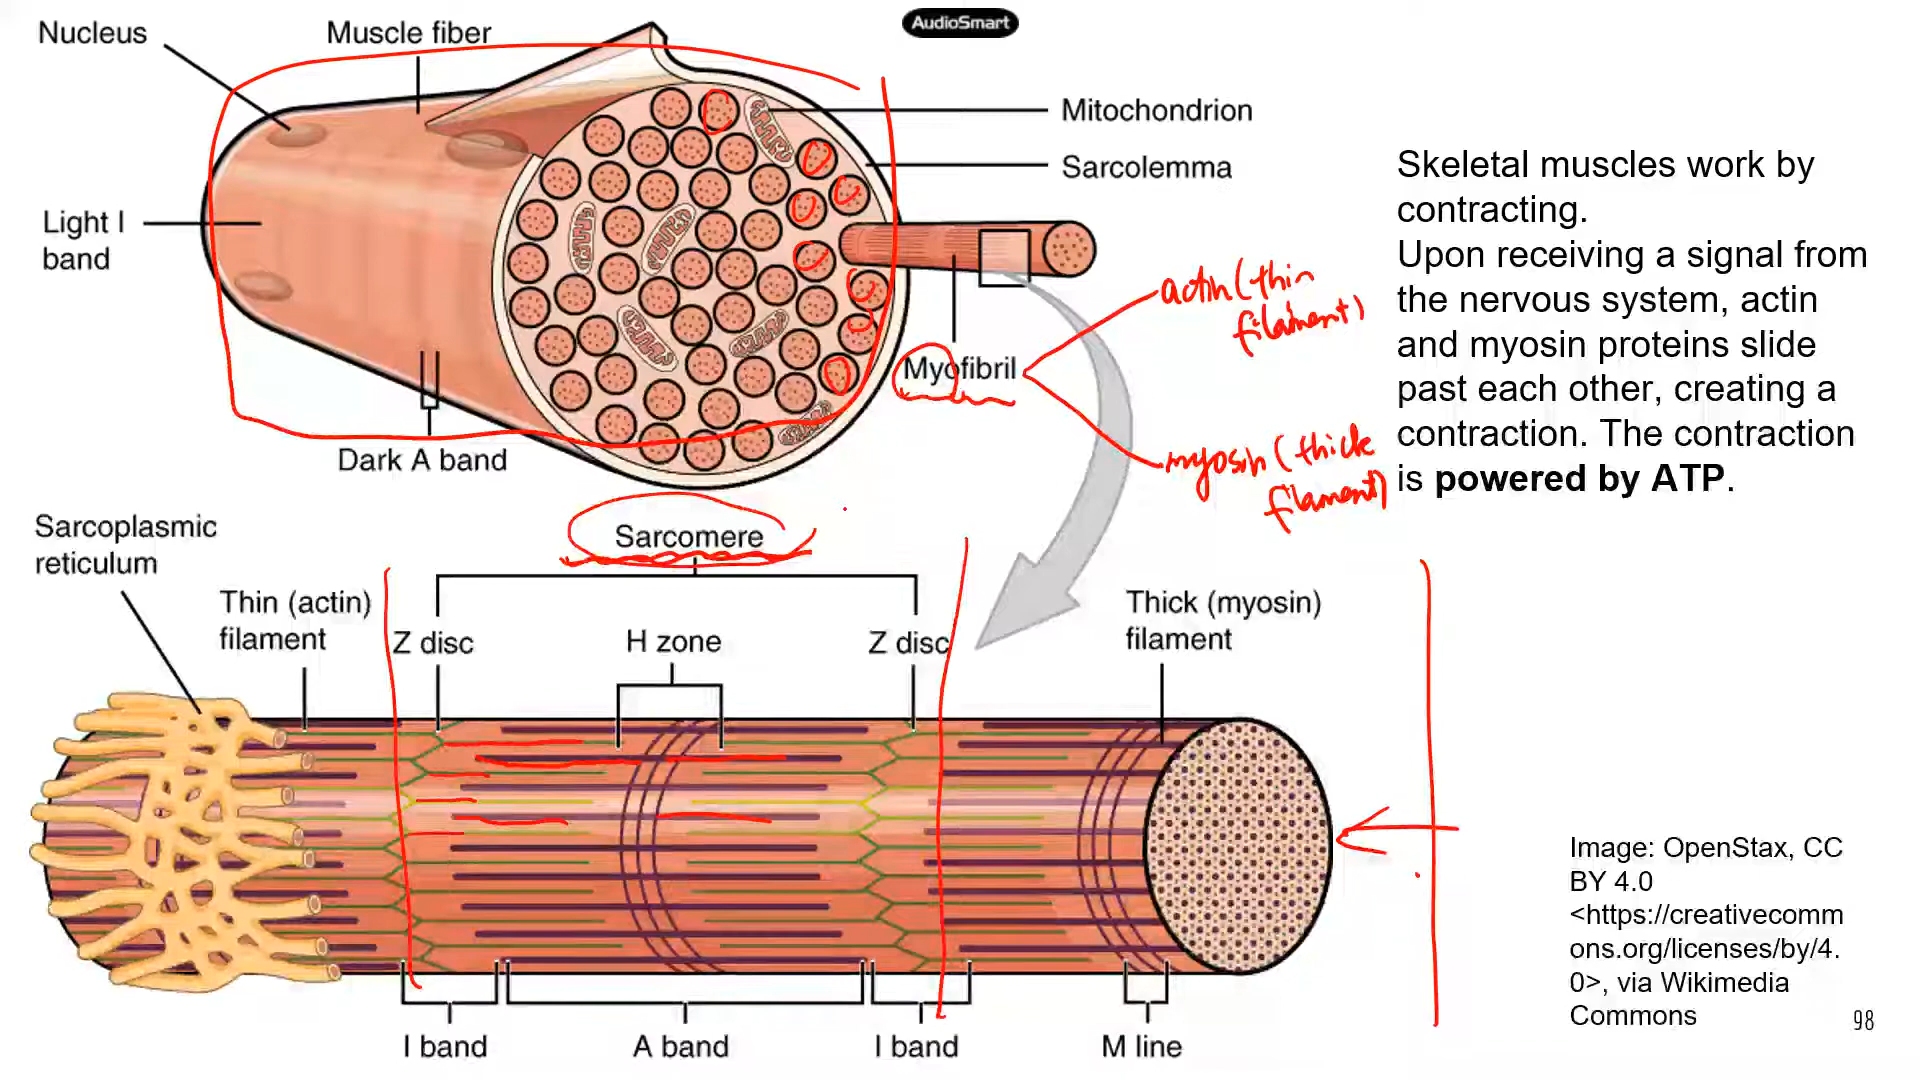 AudioSmart
Nucleus
Muscle fiber
Mitochondrion
Sarcolemma
Light I
band
Dark A band
Myofibril
actin (thin
filament)
myosin (thick
filament)
Skeletal muscles work by
contracting.
Upon receiving a signal from
the nervous system, actin
and myosin proteins slide
past each other, creating a
contraction. The contraction
is powered by ATP.
Sarcoplasmic
reticulum
Sarcomere
Thin (actin)
filament
Z disc
H zone
Z disc
Thick (myosin)
filament
I band
A band
I band
M line
Image: OpenStax, CC
BY 4.0
<https://creativecomm
ons.org/licenses/by/4.
0>, via Wikimedia
Commons
98